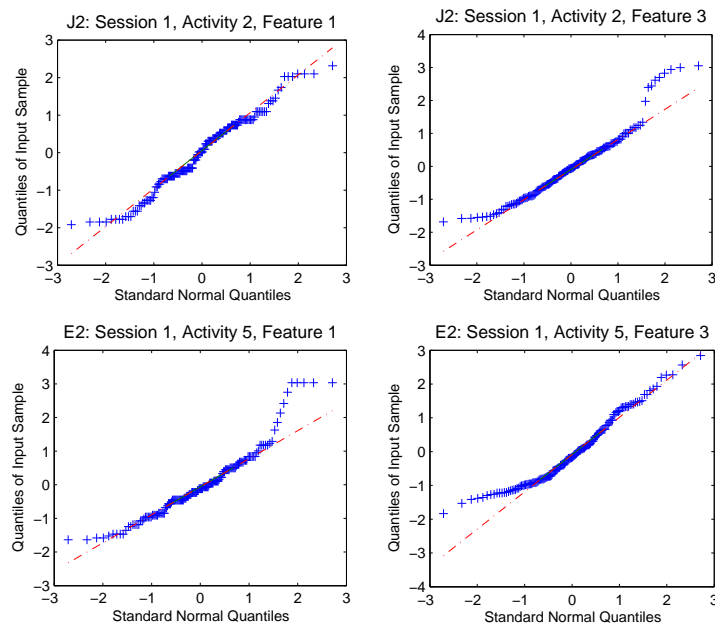 J2: Session 1, Activity 2, Feature 1
Quantiles of Input Sample
3
2
1
0
−1
−2
−3
−3 −2 −1 0 1 2 3
Standard Normal Quantiles
J2: Session 1, Activity 2, Feature 3
Quantiles of Input Sample
4
3
2
1
0
−1
−2
−3
−3 −2 −1 0 1 2 3
Standard Normal Quantiles
E2: Session 1, Activity 5, Feature 1
Quantiles of Input Sample
4
3
2
1
0
−1
−2
−3
−3 −2 −1 0 1 2 3
Standard Normal Quantiles
E2: Session 1, Activity 5, Feature 3
Quantiles of Input Sample
3
2
1
0
−1
−2
−3
−4
−3 −2 −1 0 1 2 3
Standard Normal Quantiles